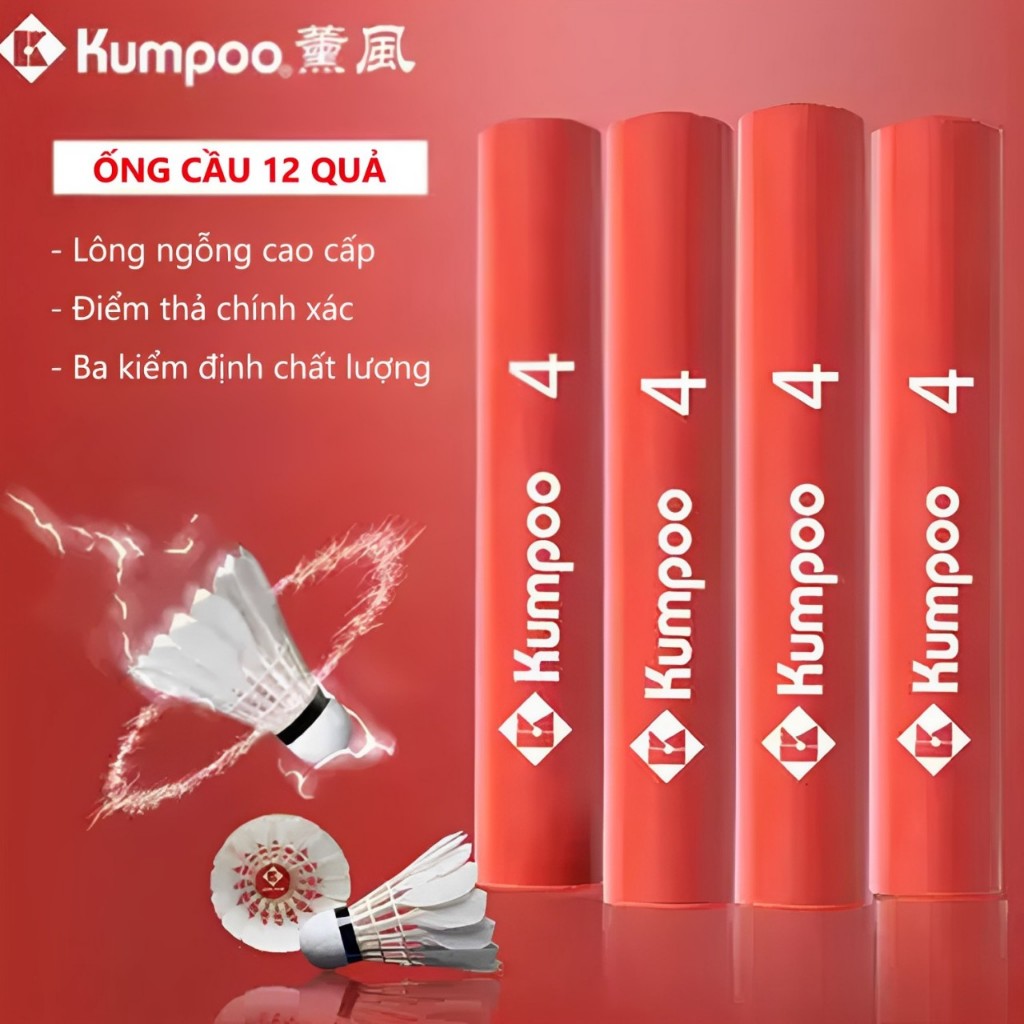 Kumpoo® 薰風
ỐNG CẦU 12 QUẢ
- Lông ngỗng cao cấp
- Điểm thả chính xác
- Ba kiểm định chất lượng
Kumpoo 4
Kumpoo 4
Kumpoo 4
Kumpoo 4